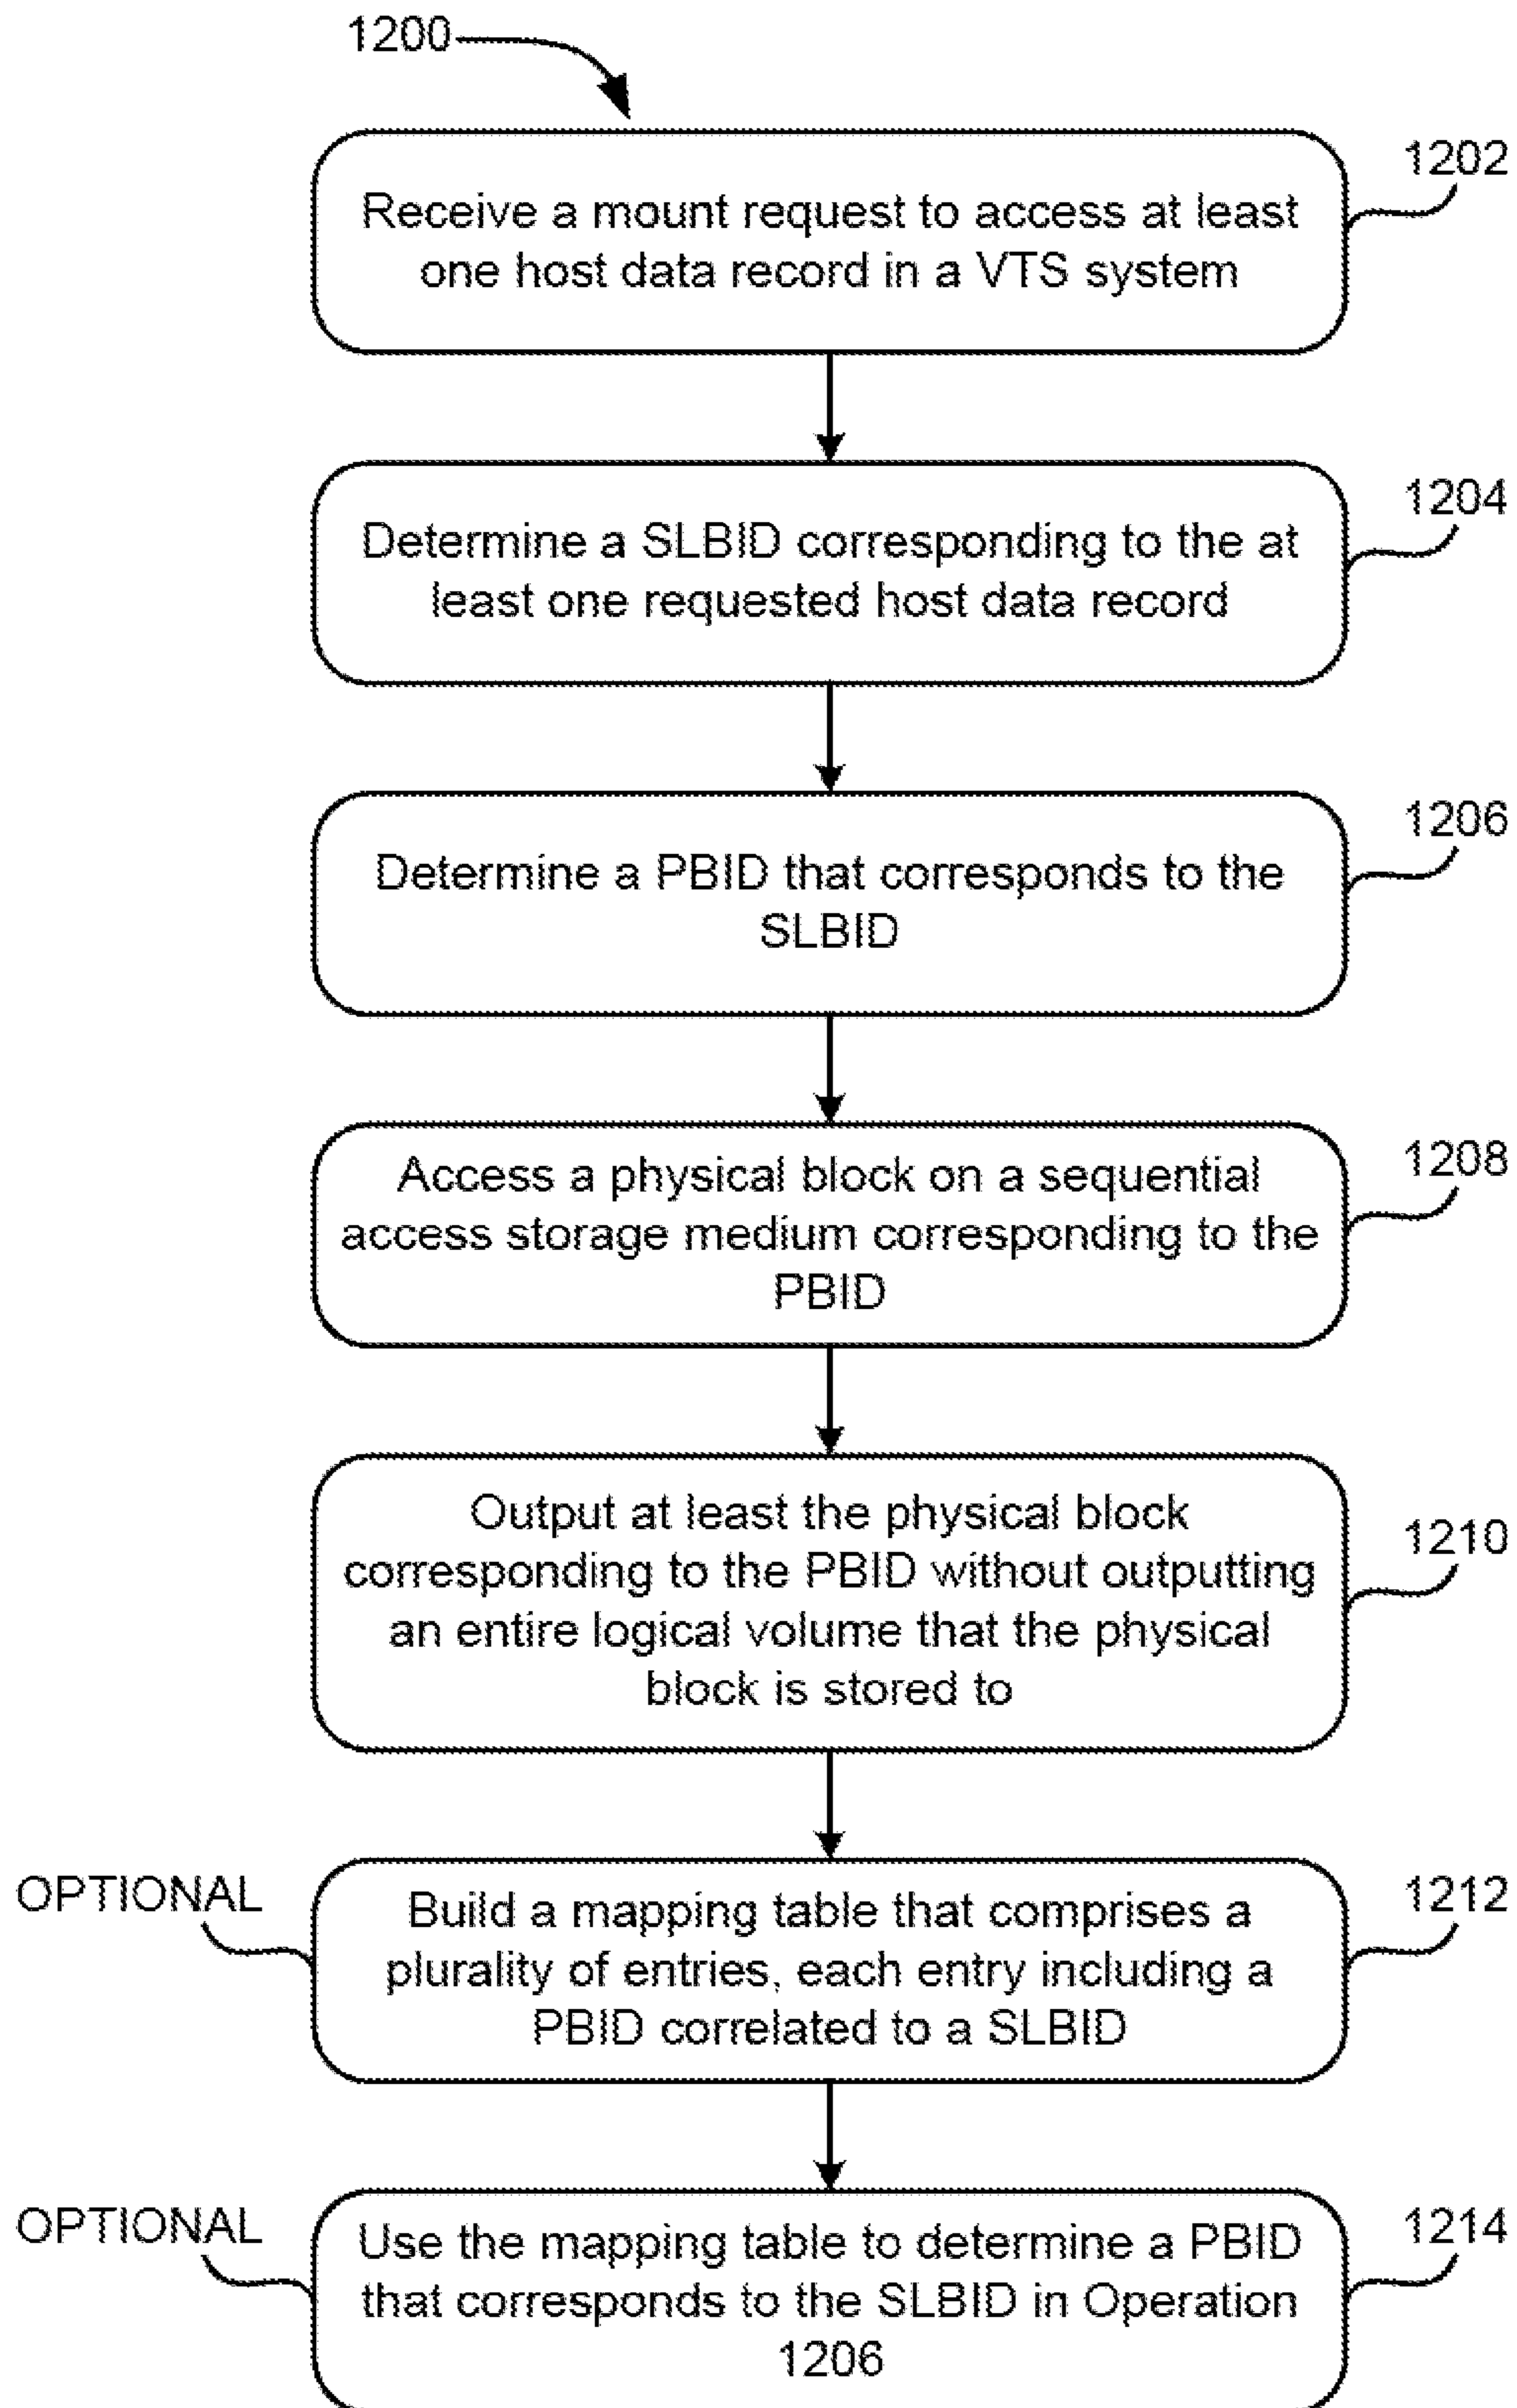 1200
1202
Receive a mount request to access at least
one host data record in a VTS system
1204
Determine a SLBID corresponding to the at
least one requested host data record
1206
Determine a PBID that corresponds to the
SLBID
1208
Access a physical block on a sequential
access storage medium corresponding to the
PBID
1210
Output at least the physical block
corresponding to the PBID without outputting
an entire logical volume that the physical
block is stored to
OPTIONAL
1212
Build a mapping table that comprises a
plurality of entries, each entry including a
PBID correlated to a SLBID
OPTIONAL
1214
Use the mapping table to determine a PBID
that corresponds to the SLBID in Operation
1206